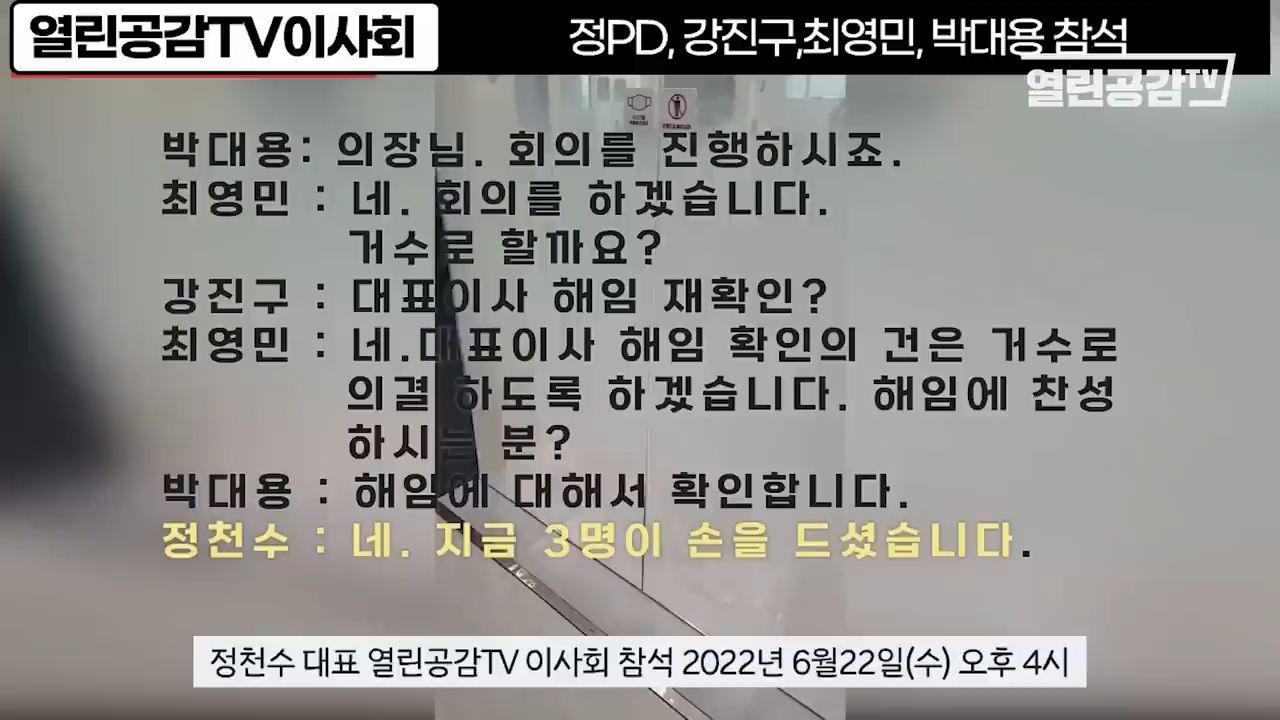 열린공감TV이사회
정PD, 강진구,최영민, 박대용 참석
열린공감TV
박대용: 의장님. 회의를 진행하시죠.
최영민 : 네. 회의를 하겠습니다.
거수로 할까요?
강진구 : 대표이사 해임 재확인?
최영민 : 네.대표이사 해임 확인의 건은 거수로
의결 하도록 하겠습니다. 해임에 찬성
하시는 분?
박대용 : 해임에 대해서 확인합니다.
정천수 : 네. 지금 3명이 손을 드셨습니다.
정천수 대표 열린공감TV 이사회 참석 2022년 6월22일(수) 오후 4시